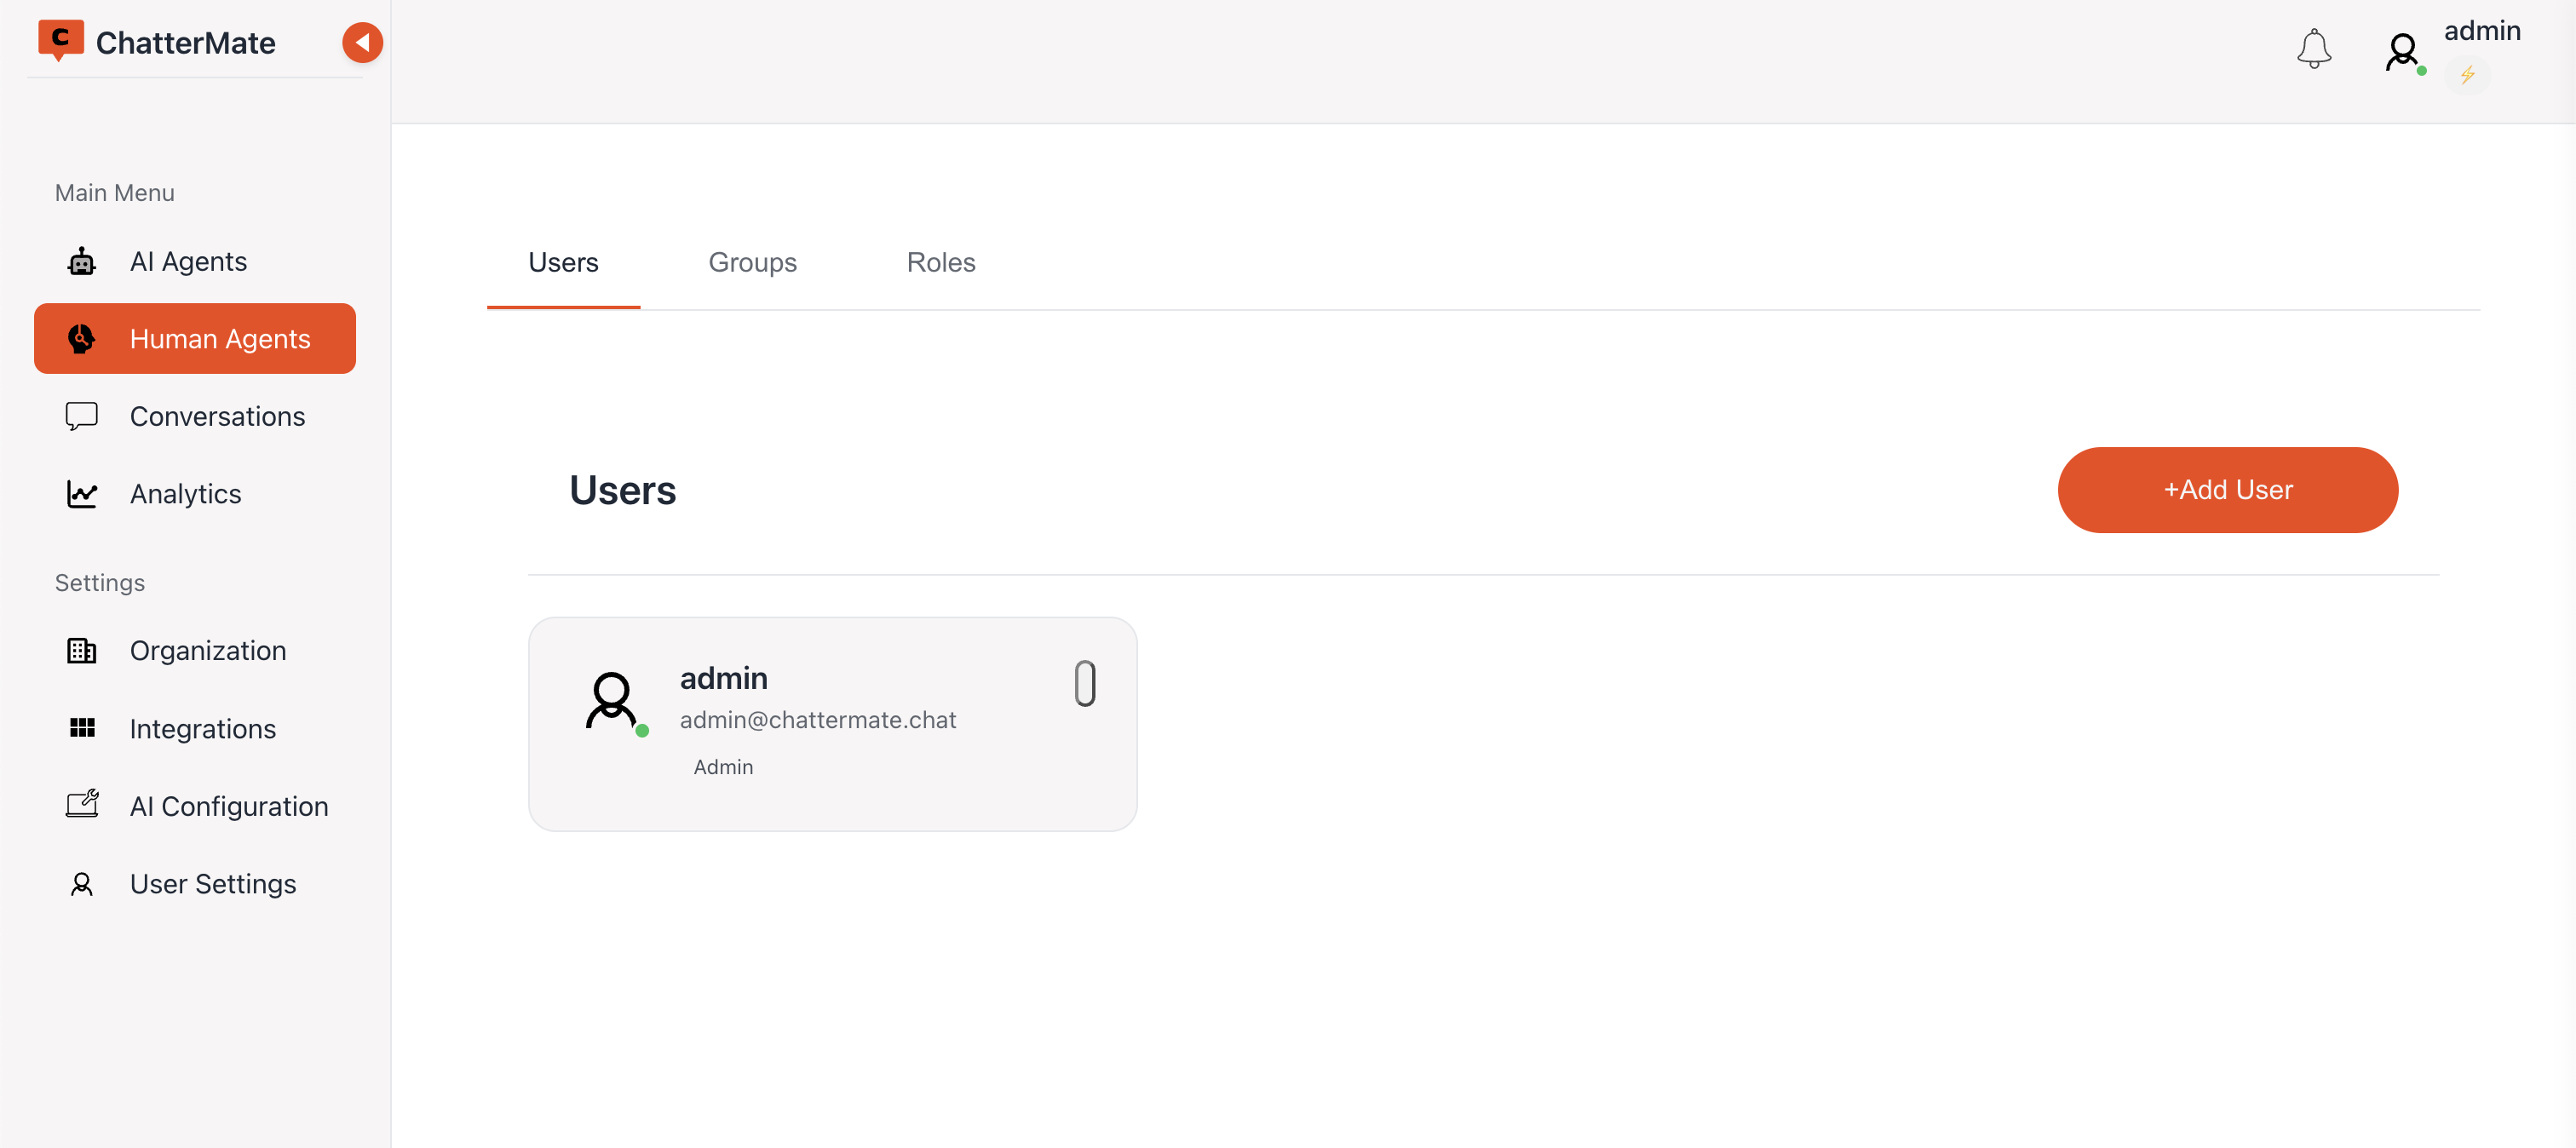 C ChatterMate
admin
Main Menu
AI Agents
Human Agents
Conversations
Analytics
Settings
Organization
Integrations
AI Configuration
User Settings
Users Groups Roles
Users
+Add User
admin
admin@chattermate.chat
Admin